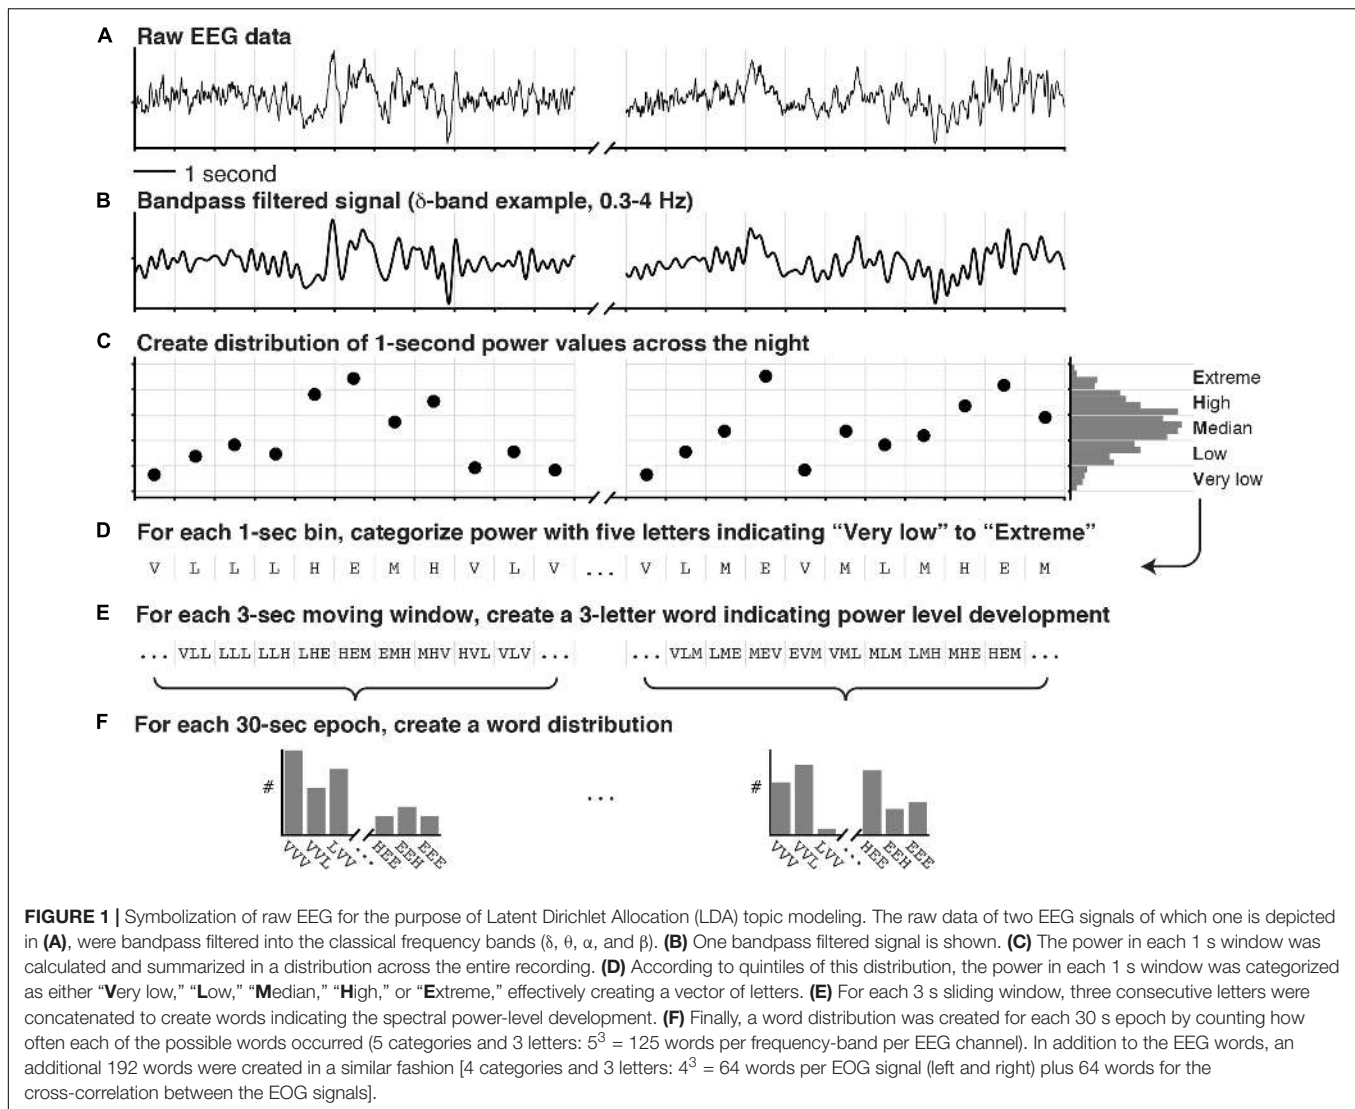 A Raw EEG data
1 second
B Bandpass filtered signal (δ-band example, 0.3-4 Hz)
C Create distribution of 1-second power values across the night
Extreme
High
Median
Low
Very low
D For each 1-sec bin, categorize power with five letters indicating “Very low” to “Extreme”
V L L L H E M H V L V ... V L M E V M L M H E M
E For each 3-sec moving window, create a 3-letter word indicating power level development
... VLL LLL LLH LHE HEM EMH MHV HVL VLV ... ... VLM LME MEV EVM VML MLM LMH MHE HEM ...
F For each 30-sec epoch, create a word distribution
# ... #
VVV VVL LVV ... HEE EEH EEE VVV VVL LVV ... HEE EEH EEE
FIGURE 1 | Symbolization of raw EEG for the purpose of Latent Dirichlet Allocation (LDA) topic modeling. The raw data of two EEG signals of which one is depicted
in (A), were bandpass filtered into the classical frequency bands (δ, θ, α, and β). (B) One bandpass filtered signal is shown. (C) The power in each 1 s window was
calculated and summarized in a distribution across the entire recording. (D) According to quintiles of this distribution, the power in each 1 s window was categorized
as either “Very low,” “Low,” “Median,” “High,” or “Extreme,” effectively creating a vector of letters. (E) For each 3 s sliding window, three consecutive letters were
concatenated to create words indicating the spectral power-level development. (F) Finally, a word distribution was created for each 30 s epoch by counting how
often each of the possible words occurred (5 categories and 3 letters: 5³ = 125 words per frequency-band per EEG channel). In addition to the EEG words, an
additional 192 words were created in a similar fashion [4 categories and 3 letters: 4³ = 64 words per EOG signal (left and right) plus 64 words for the
cross-correlation between the EOG signals].